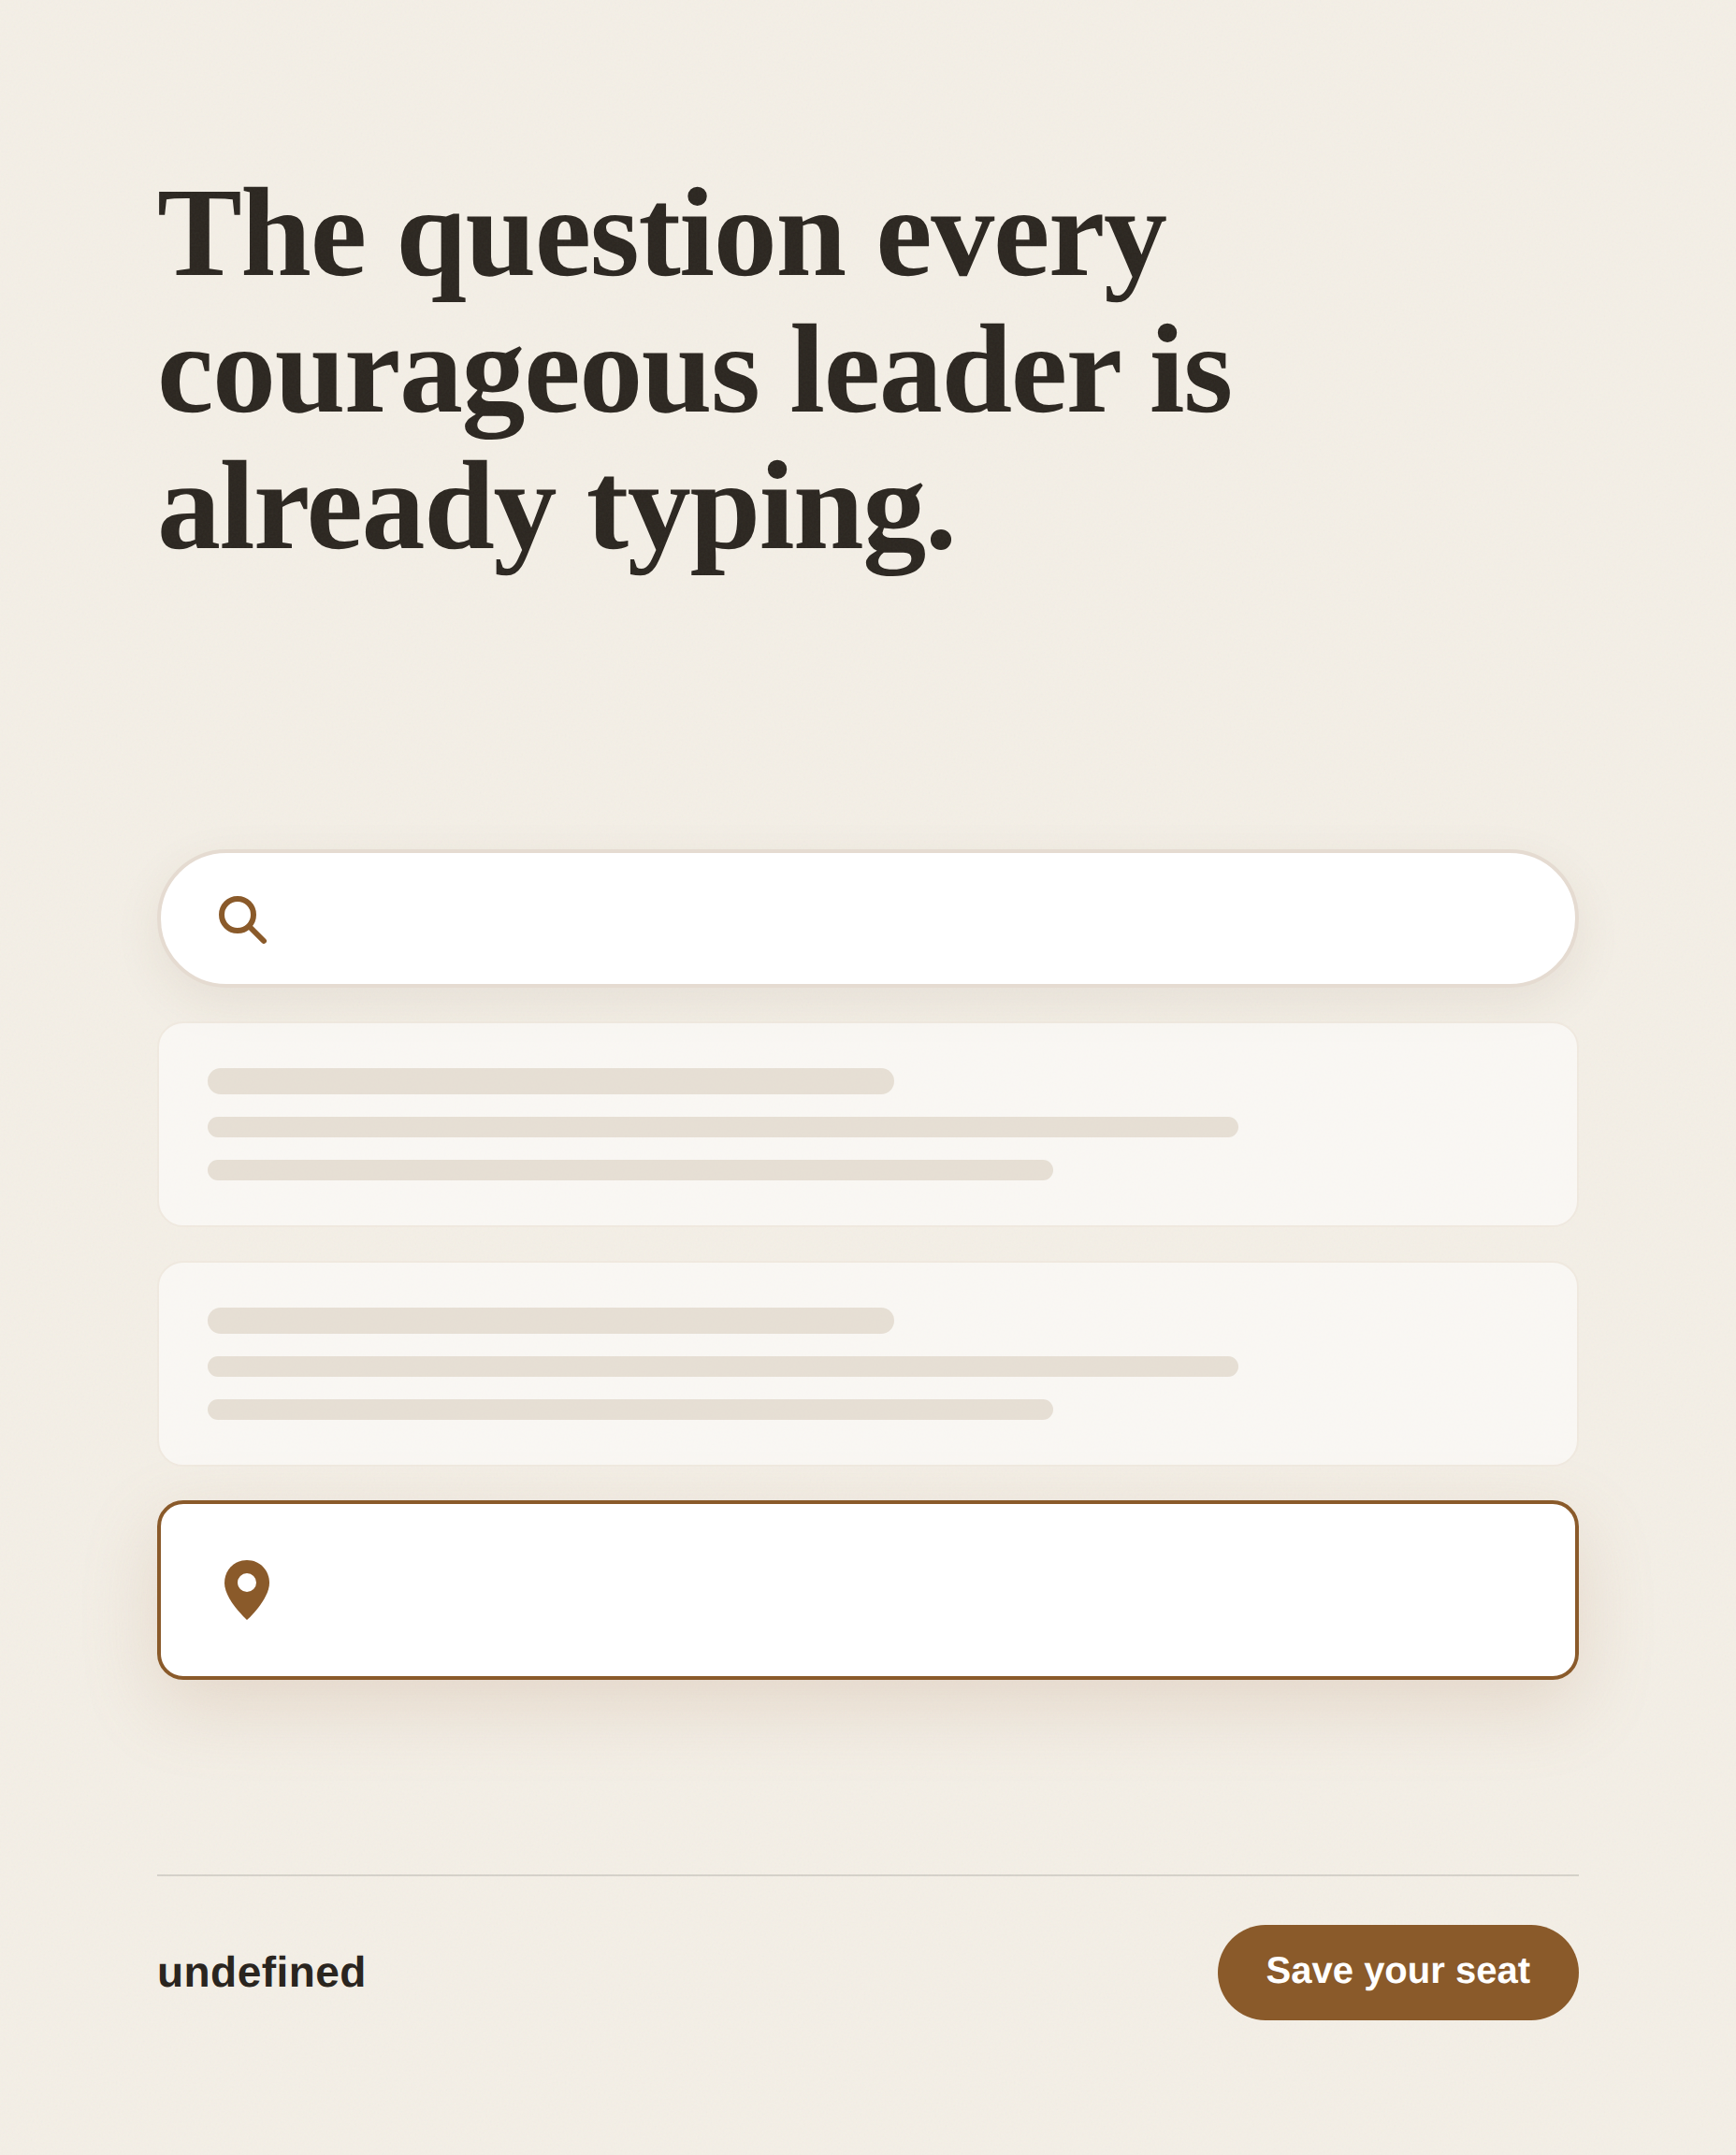 The question every
courageous leader is
already typing.
undefined
Save your seat